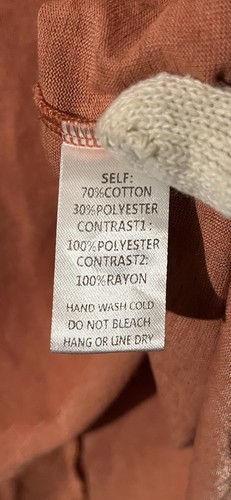 SELF:
70%COTTON
30%POLYESTER
CONTRAST1 :
100%POLYESTER
CONTRAST2:
100%RAYON
HAND WASH COLD
DO NOT BLEACH
HANG OR LINE DRY